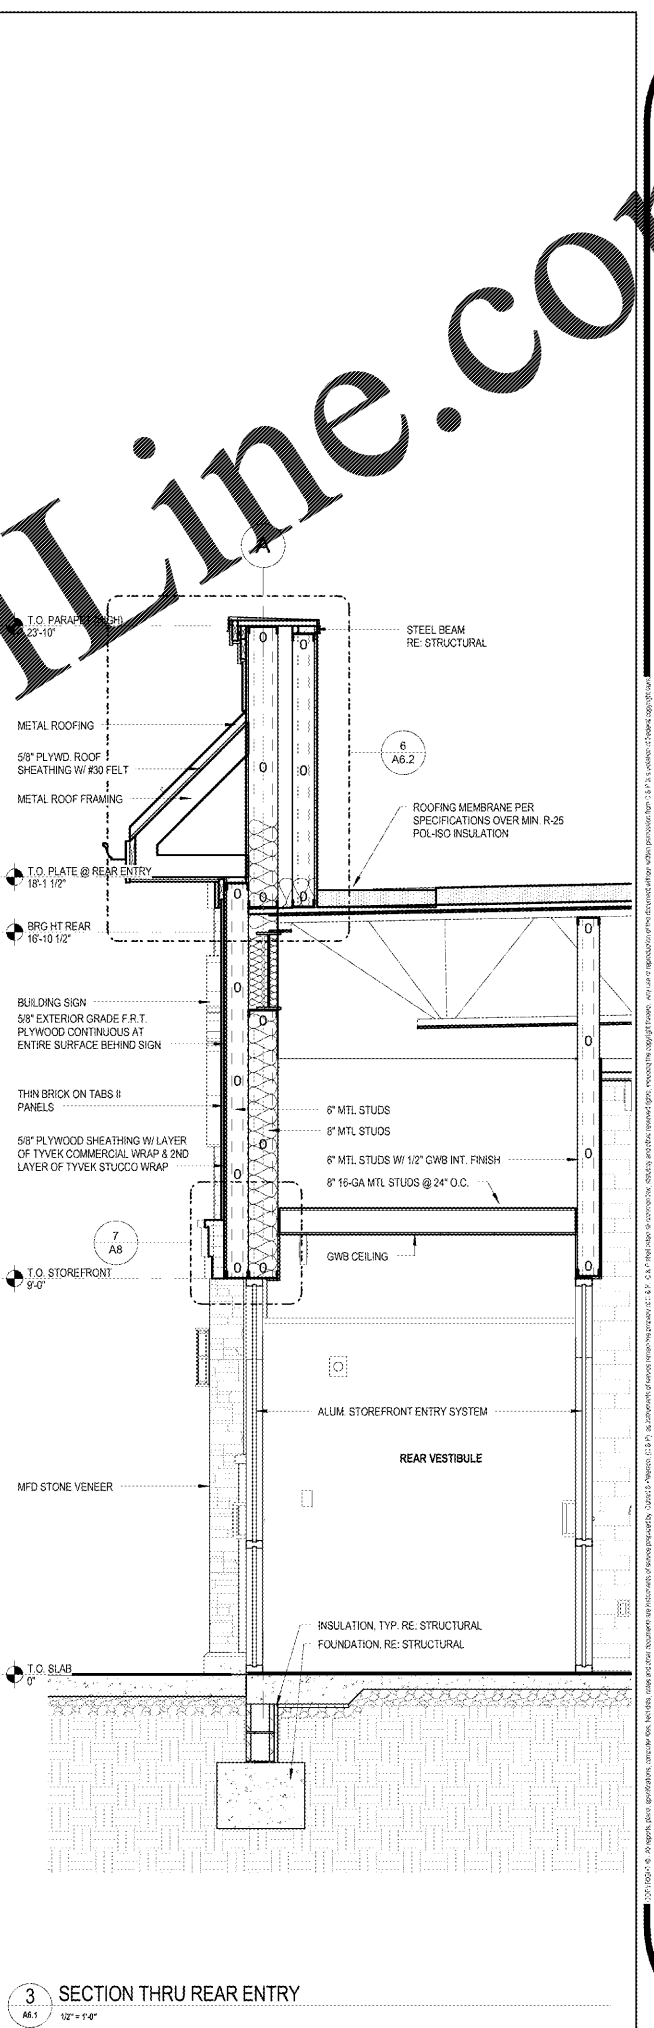 Line.co
A
T.O. PARAPET (HIGH)
23'-10"
STEEL BEAM
RE: STRUCTURAL
METAL ROOFING
5/8" PLYWD. ROOF
SHEATHING W/ #30 FELT
METAL ROOF FRAMING
6
A6.2
ROOFING MEMBRANE PER
SPECIFICATIONS OVER MIN. R-25
POL-ISO INSULATION
T.O. PLATE @ REAR ENTRY
18'-1 1/2"
BRG HT REAR
16'-10 1/2"
BUILDING SIGN
5/8" EXTERIOR GRADE F.R.T.
PLYWOOD CONTINUOUS AT
ENTIRE SURFACE BEHIND SIGN
THIN BRICK ON TABS II
PANELS
6" MTL STUDS
8" MTL STUDS
5/8" PLYWOOD SHEATHING W/ LAYER
OF TYVEK COMMERCIAL WRAP & 2ND
LAYER OF TYVEK STUCCO WRAP
6" MTL STUDS W/ 1/2" GWB INT. FINISH
8" 16-GA MTL STUDS @ 24" O.C.
7
A8
GWB CEILING
T.O. STOREFRONT
9'-0"
ALUM. STOREFRONT ENTRY SYSTEM
REAR VESTIBULE
MFD STONE VENEER
INSULATION, TYP. RE: STRUCTURAL
FOUNDATION, RE: STRUCTURAL
T.O. SLAB
0"
3
A6.1
SECTION THRU REAR ENTRY
1/2" = 1'-0"